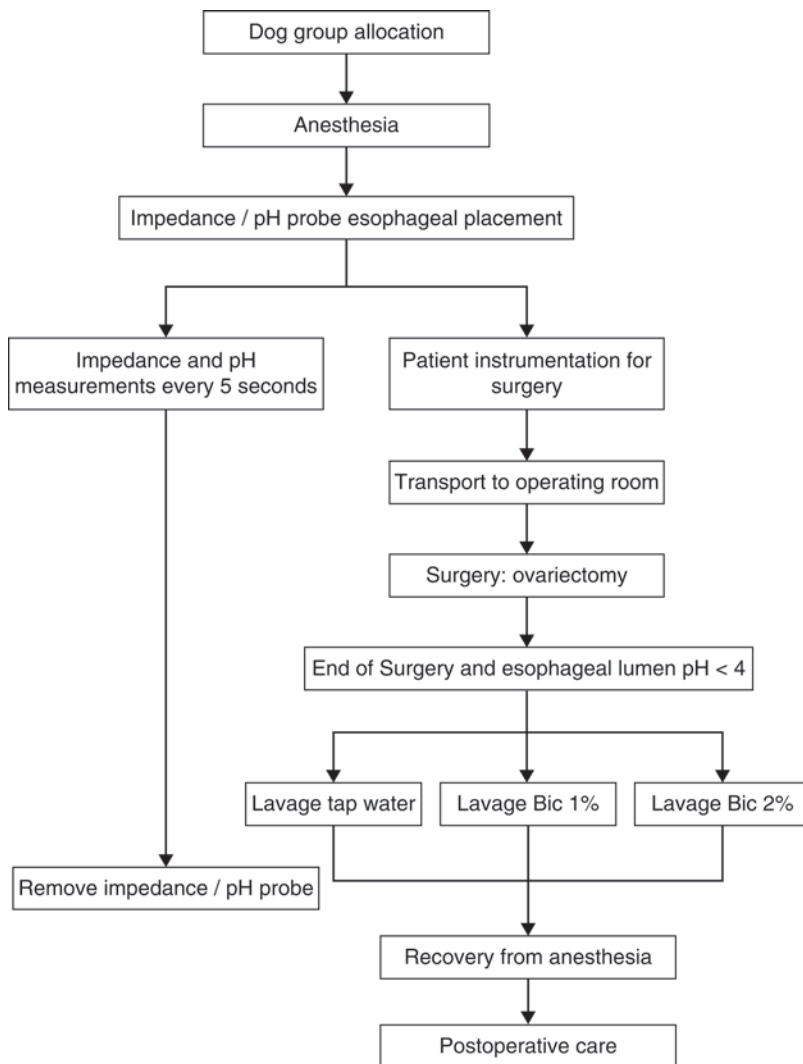 Dog group allocation
Anesthesia
Impedance / pH probe esophageal placement
Impedance and pH
measurements every 5 seconds
Patient instrumentation for
surgery
Transport to operating room
Surgery: ovariectomy
End of Surgery and esophageal lumen pH < 4
Lavage tap water
Lavage Bic 1%
Lavage Bic 2%
Remove impedance / pH probe
Recovery from anesthesia
Postoperative care